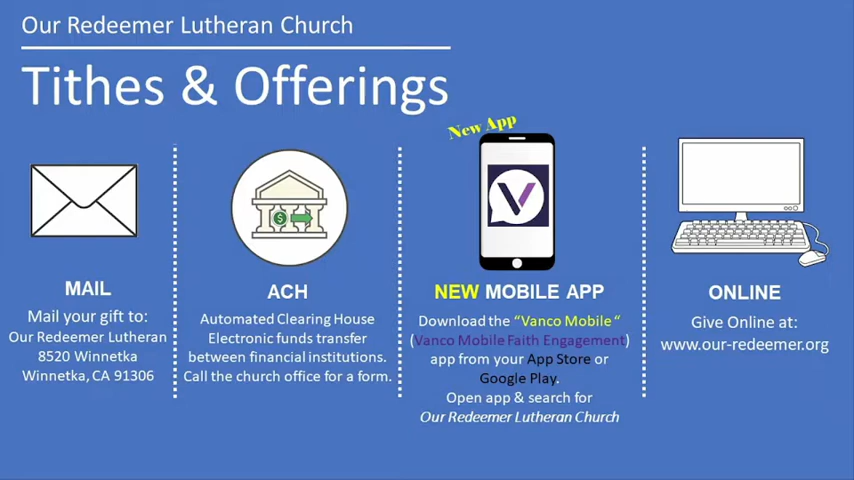 Our Redeemer Lutheran Church
Tithes & Offerings
New App
$
V
MAIL
Mail your gift to:
Our Redeemer Lutheran
8520 Winnetka
Winnetka, CA 91306
ACH
Automated Clearing House
Electronic funds transfer
between financial institutions.
Call the church office for a form.
NEW MOBILE APP
Download the "Vanco Mobile "
(Vanco Mobile Faith Engagement)
app from your App Store or
Google Play.
Open app & search for
Our Redeemer Lutheran Church
ONLINE
Give Online at:
www.our-redeemer.org